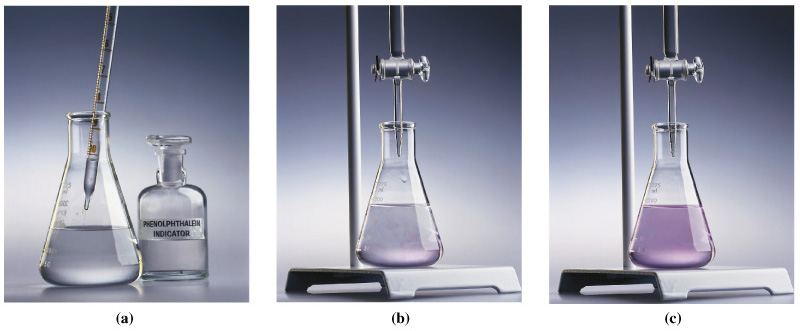 PHENOLPHTHALEIN
INDICATOR
(a)
(b)
(c)